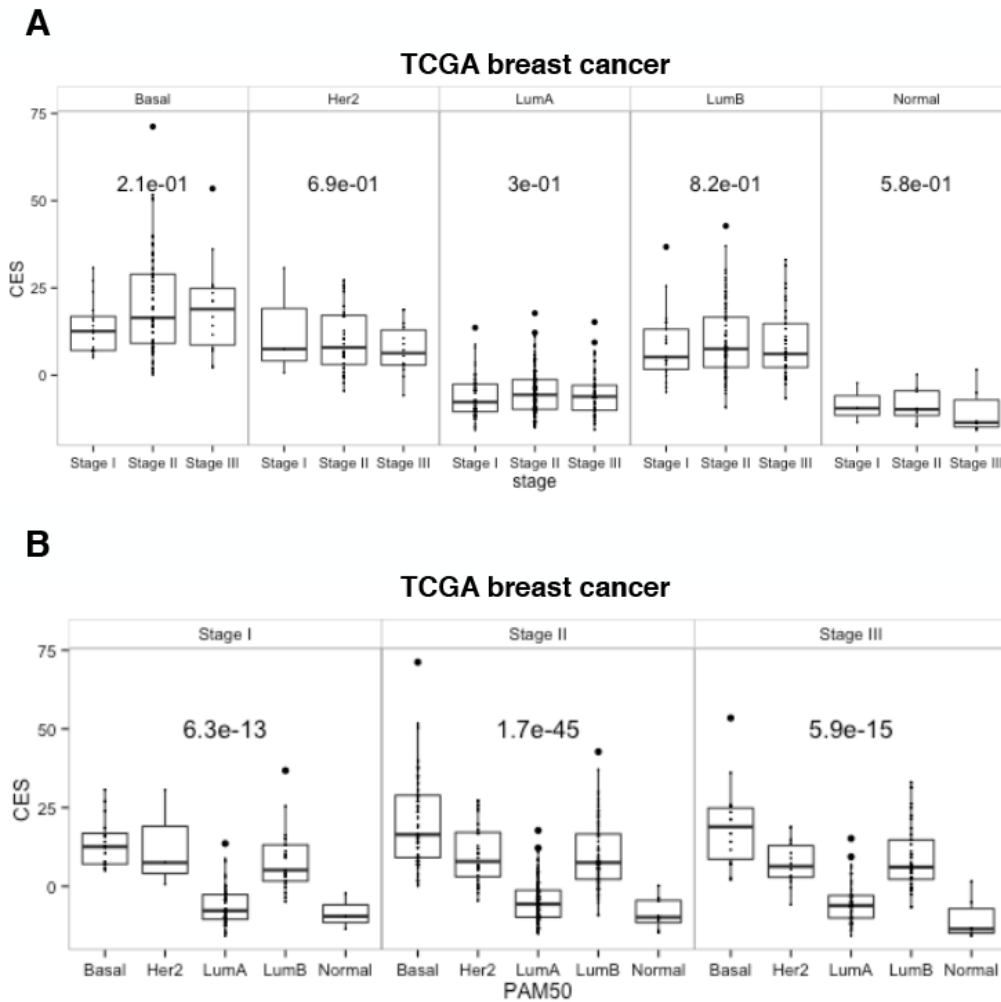 A
TCGA breast cancer
Basal Her2 LumA LumB Normal
75
2.1e-01 6.9e-01 3e-01 8.2e-01 5.8e-01
50
25
0
CES
Stage I Stage II Stage III Stage I Stage II Stage III Stage I Stage II Stage III Stage I Stage II Stage III Stage I Stage II Stage III
stage
B
TCGA breast cancer
Stage I Stage II Stage III
75
6.3e-13 1.7e-45 5.9e-15
50
25
0
CES
Basal Her2 LumA LumB Normal Basal Her2 LumA LumB Normal Basal Her2 LumA LumB Normal
PAM50